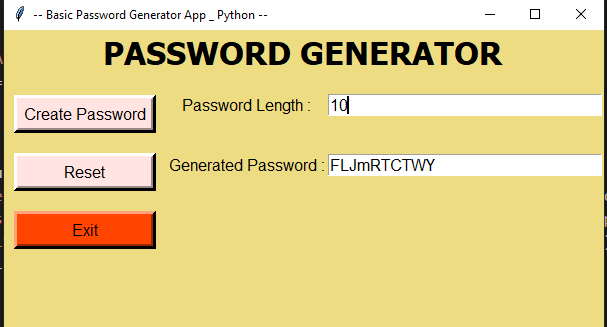 -- Basic Password Generator App _ Python --
PASSWORD GENERATOR
Create Password
Password Length :
10
Reset
Generated Password :
FLJmRTCTWY
Exit